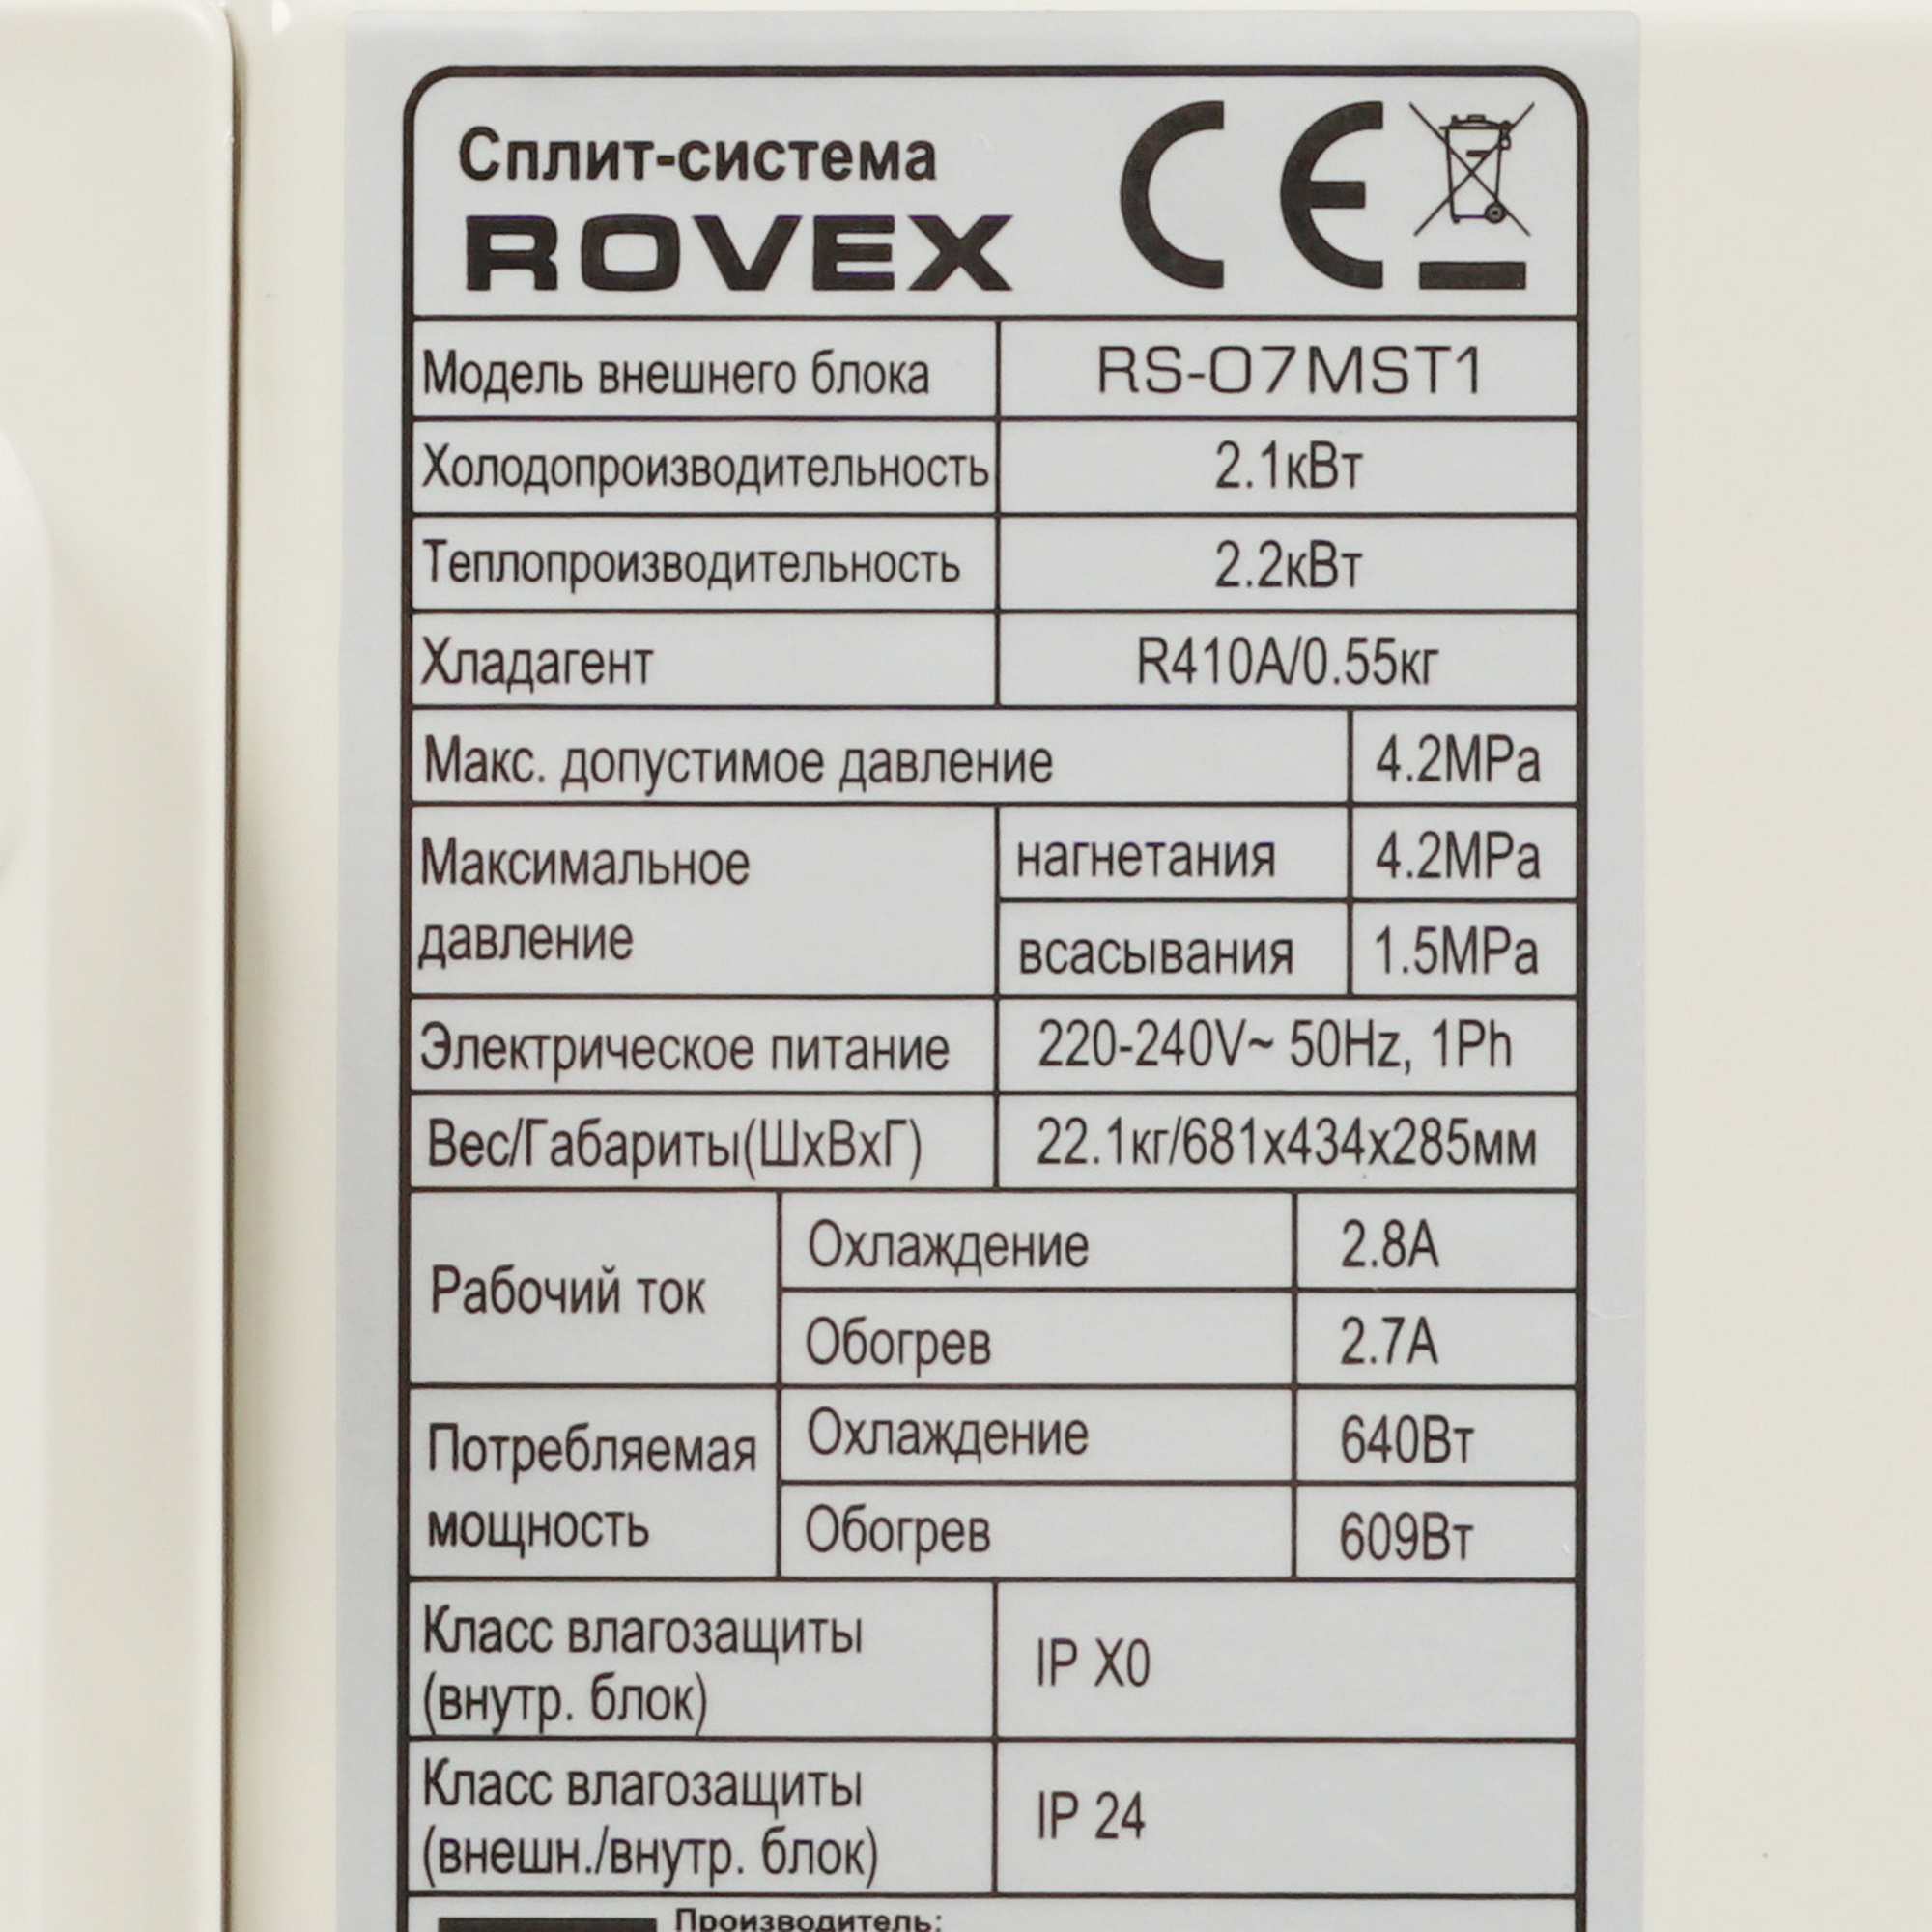 Сплит-система
ROVEX
CE
Модель внешнего блока RS-07MST1
Холодопроизводительность 2.1кВт
Теплопроизводительность 2.2кВт
Хладагент R410A/0.55кг
Макс. допустимое давление 4.2MPa
Максимальное давление нагнетания 4.2MPa
всасывания 1.5MPa
Электрическое питание 220-240V~ 50Hz, 1Ph
Вес/Габариты(ШхВхГ) 22.1кг/681x434x285мм
Рабочий ток Охлаждение 2.8A
Обогрев 2.7A
Потребляемая мощность Охлаждение 640Вт
Обогрев 609Вт
Класс влагозащиты
(внутр. блок) IP X0
Класс влагозащиты
(внешн./внутр. блок) IP 24
Производитель: